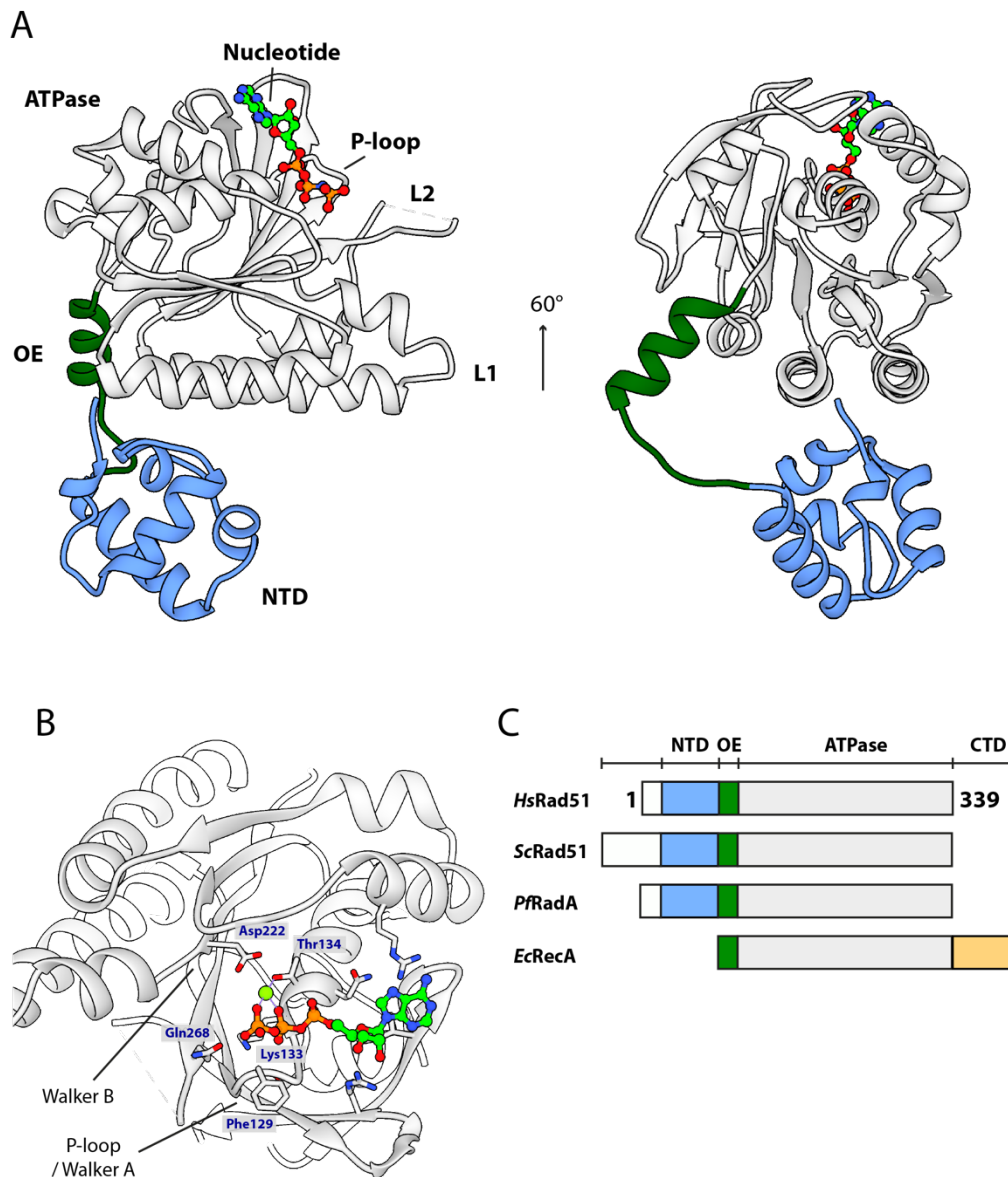 A
Nucleotide
ATPase
P-loop
L2
60°
OE
L1
NTD
B
Asp222
Thr134
Gln268
Lys133
Walker B
Phe129
P-loop
/ Walker A
C
NTD OE ATPase CTD
HsRad51 1 339
ScRad51
PfRadA
EcRecA